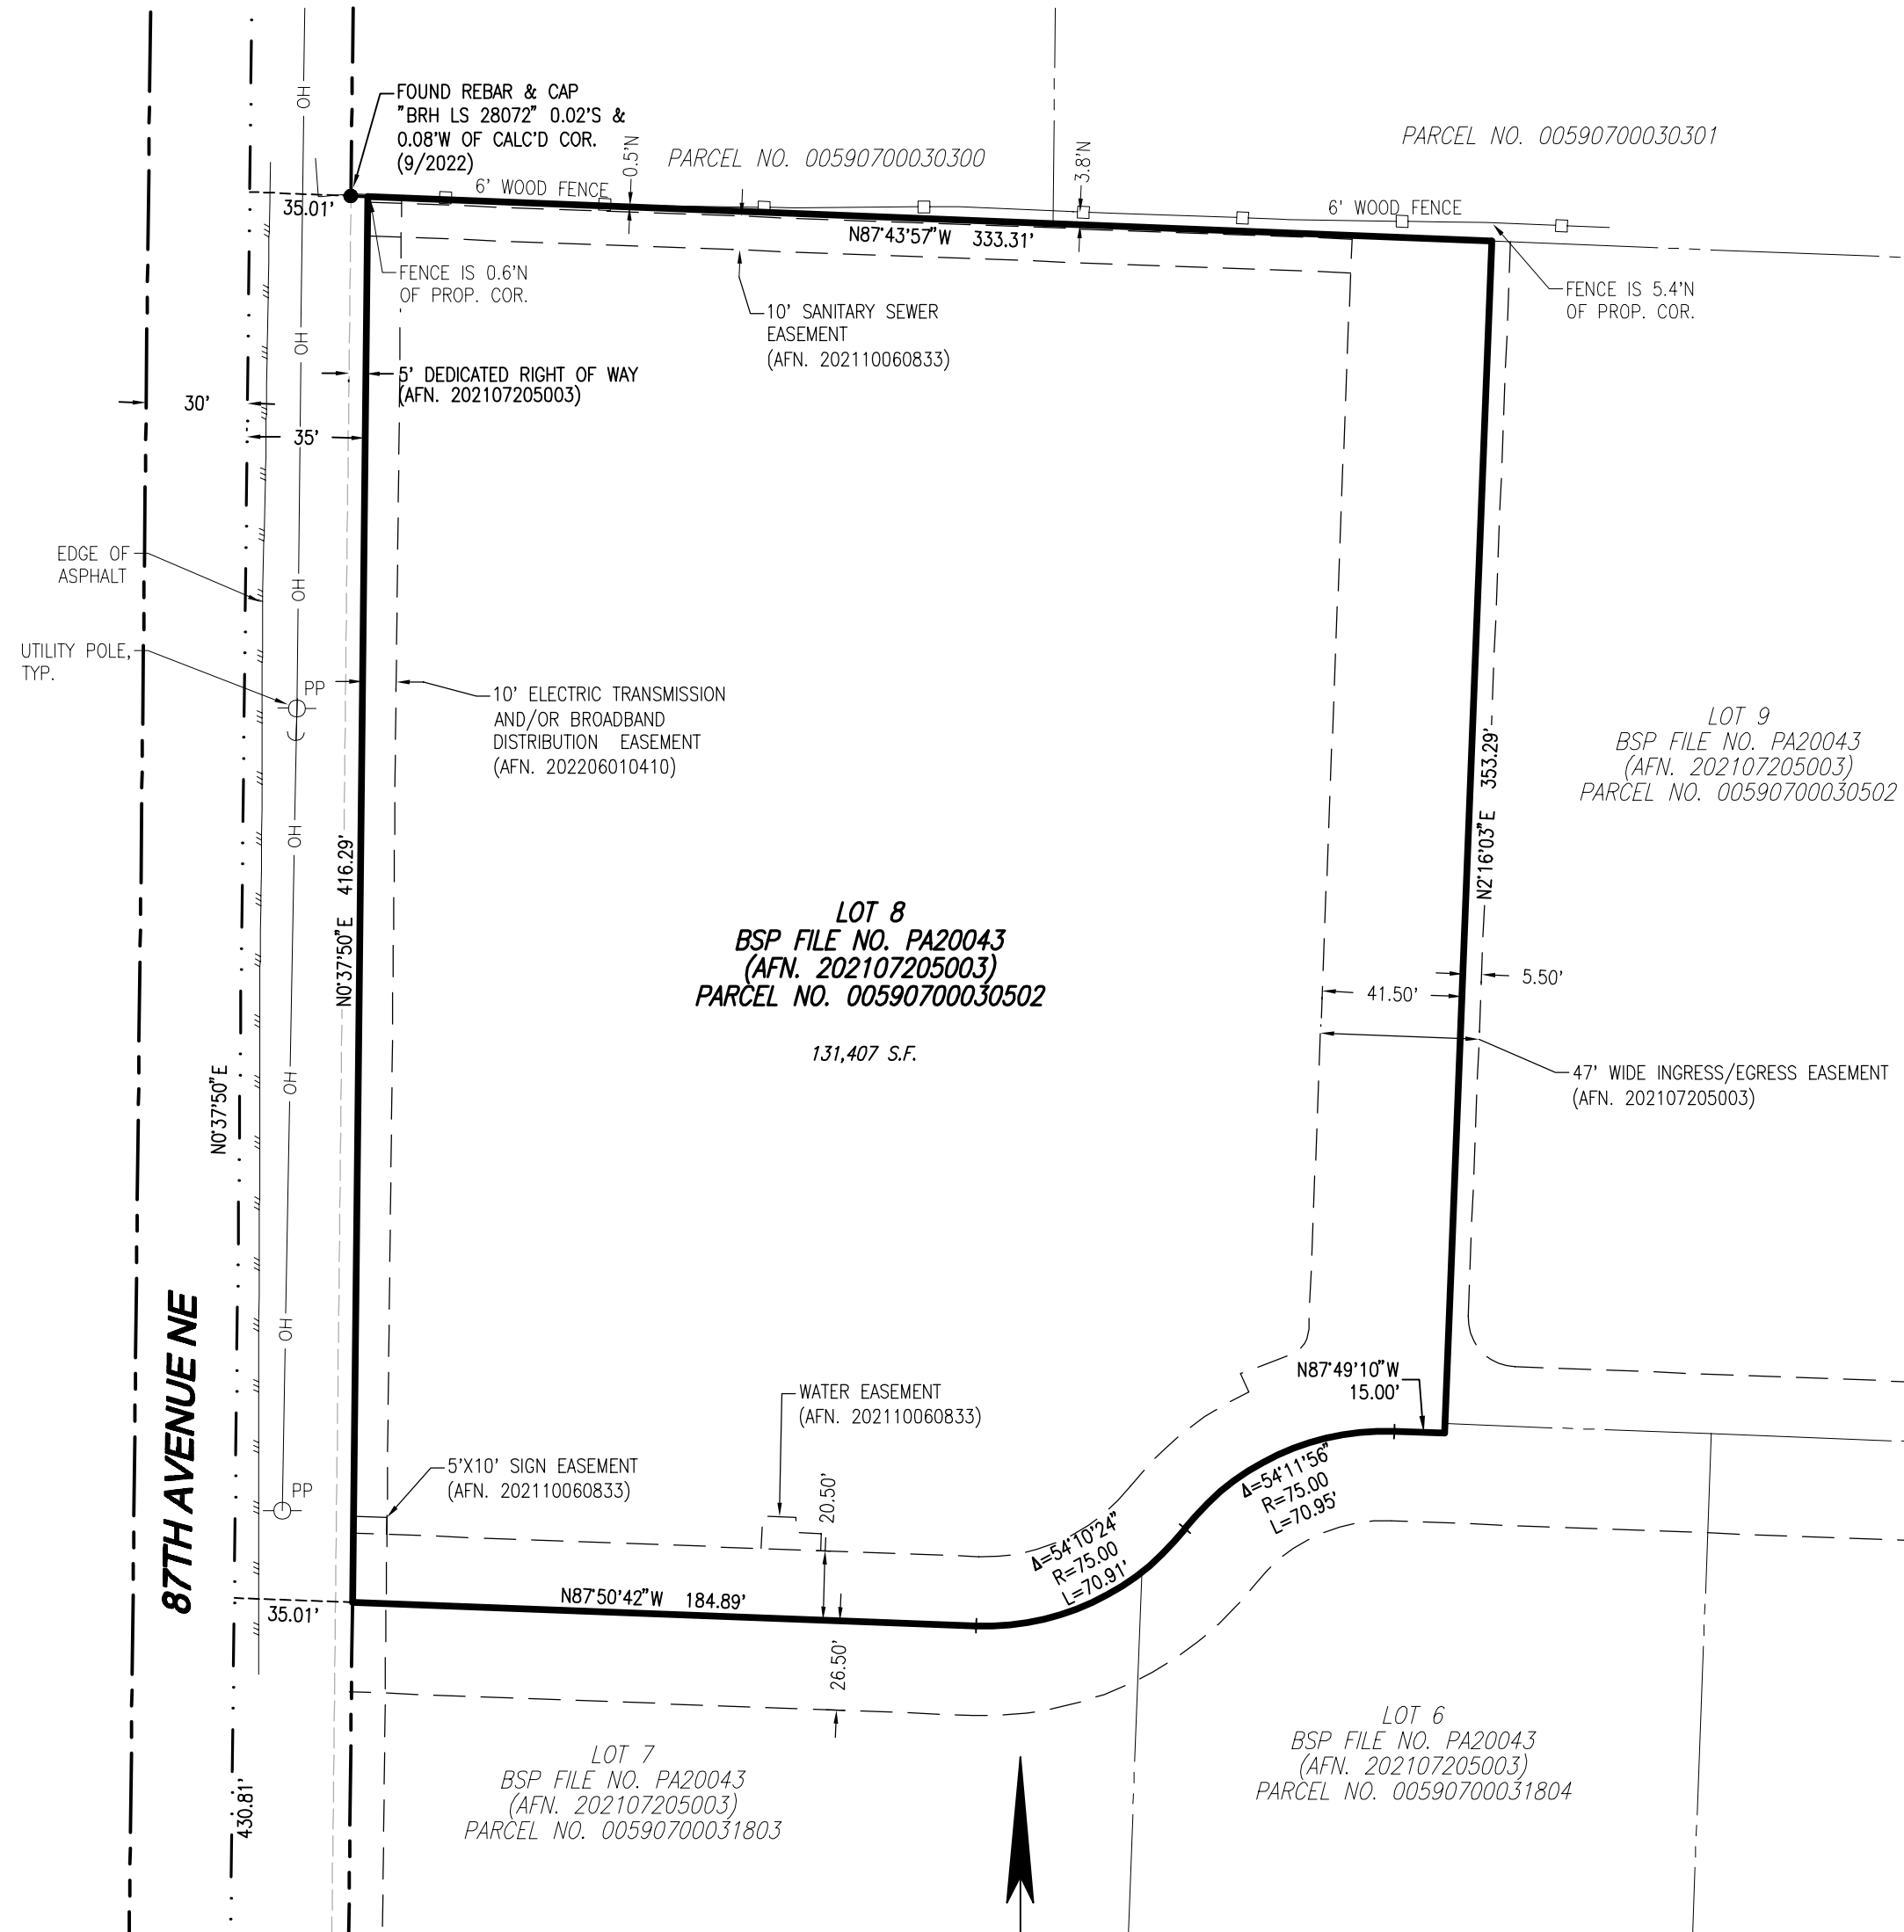 FOUND REBAR & CAP
"BRH LS 28072" 0.02'S &
0.08'W OF CALC'D COR.
(9/2022)
PARCEL NO. 00590700030300
PARCEL NO. 00590700030301
OH
0.5'N
3.8'N
6' WOOD FENCE
6' WOOD FENCE
35.01'
N87°43'57"W 333.31'
FENCE IS 0.6'N
OF PROP. COR.
FENCE IS 5.4'N
OF PROP. COR.
10' SANITARY SEWER
EASEMENT
(AFN. 202110060833)
OH
5' DEDICATED RIGHT OF WAY
(AFN. 202107205003)
30'
35'
EDGE OF
ASPHALT
OH
UTILITY POLE,
TYP.
PP
10' ELECTRIC TRANSMISSION
AND/OR BROADBAND
DISTRIBUTION EASEMENT
(AFN. 202206010410)
LOT 9
BSP FILE NO. PA20043
(AFN. 202107205003)
PARCEL NO. 00590700030502
OH
N0°37'50"E 416.29'
N2°16'03"E 353.29'
LOT 8
BSP FILE NO. PA20043
(AFN. 202107205003)
PARCEL NO. 00590700030502
131,407 S.F.
5.50'
41.50'
47' WIDE INGRESS/EGRESS EASEMENT
(AFN. 202107205003)
OH
N0°37'50"E
87TH AVENUE NE
OH
N87°49'10"W
15.00'
WATER EASEMENT
(AFN. 202110060833)
5'X10' SIGN EASEMENT
(AFN. 202110060833)
PP
20.50'
Δ=54°11'56"
R=75.00
L=70.95'
Δ=54°10'24"
R=75.00
L=70.91'
N87°50'42"W 184.89'
35.01'
26.50'
LOT 7
BSP FILE NO. PA20043
(AFN. 202107205003)
PARCEL NO. 00590700031803
LOT 6
BSP FILE NO. PA20043
(AFN. 202107205003)
PARCEL NO. 00590700031804
430.81'